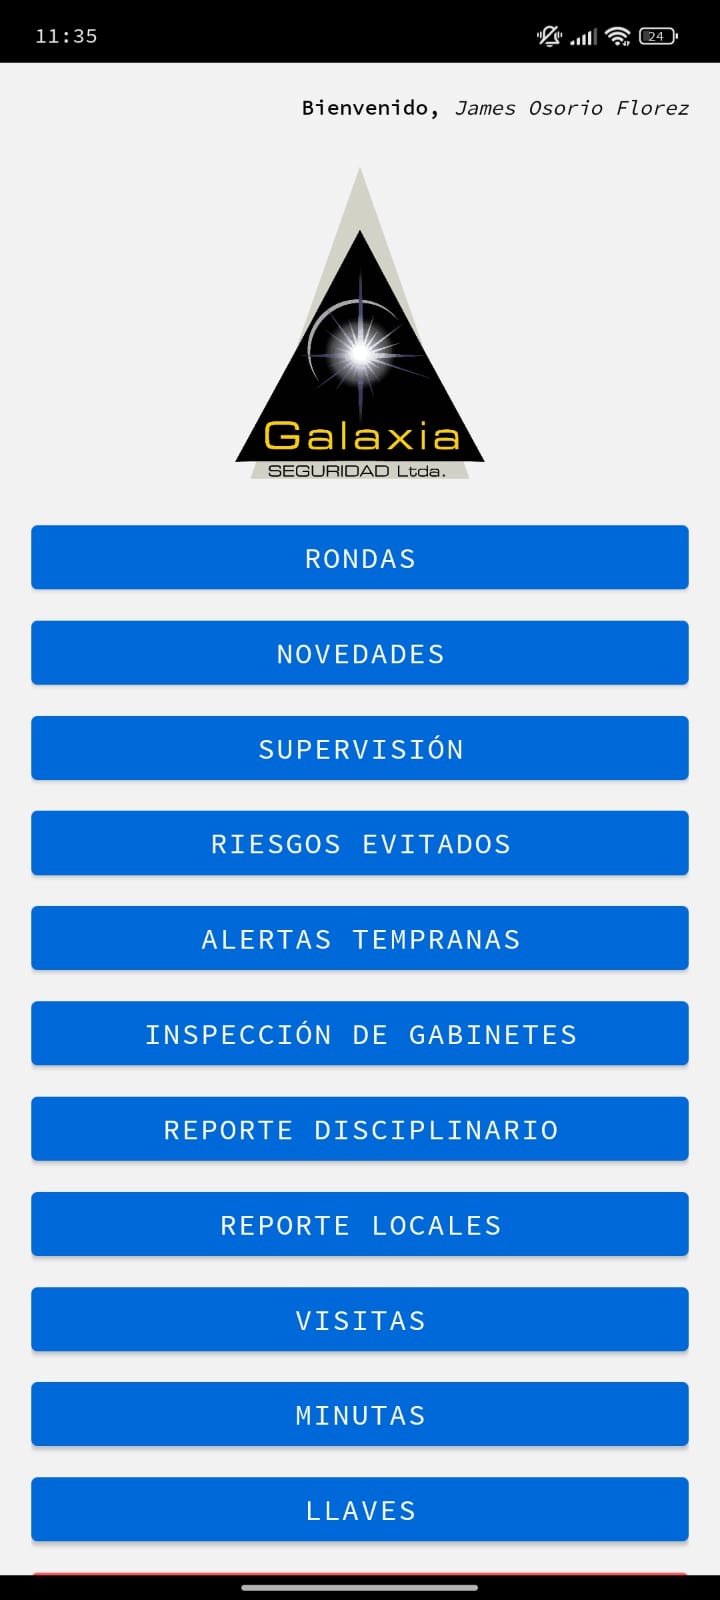 11:35
24
Bienvenido, James Osorio Florez
Galaxia
SEGURIDAD Ltda.
RONDAS
NOVEDADES
SUPERVISIÓN
RIESGOS EVITADOS
ALERTAS TEMPRANAS
INSPECCIÓN DE GABINETES
REPORTE DISCIPLINARIO
REPORTE LOCALES
VISITAS
MINUTAS
LLAVES